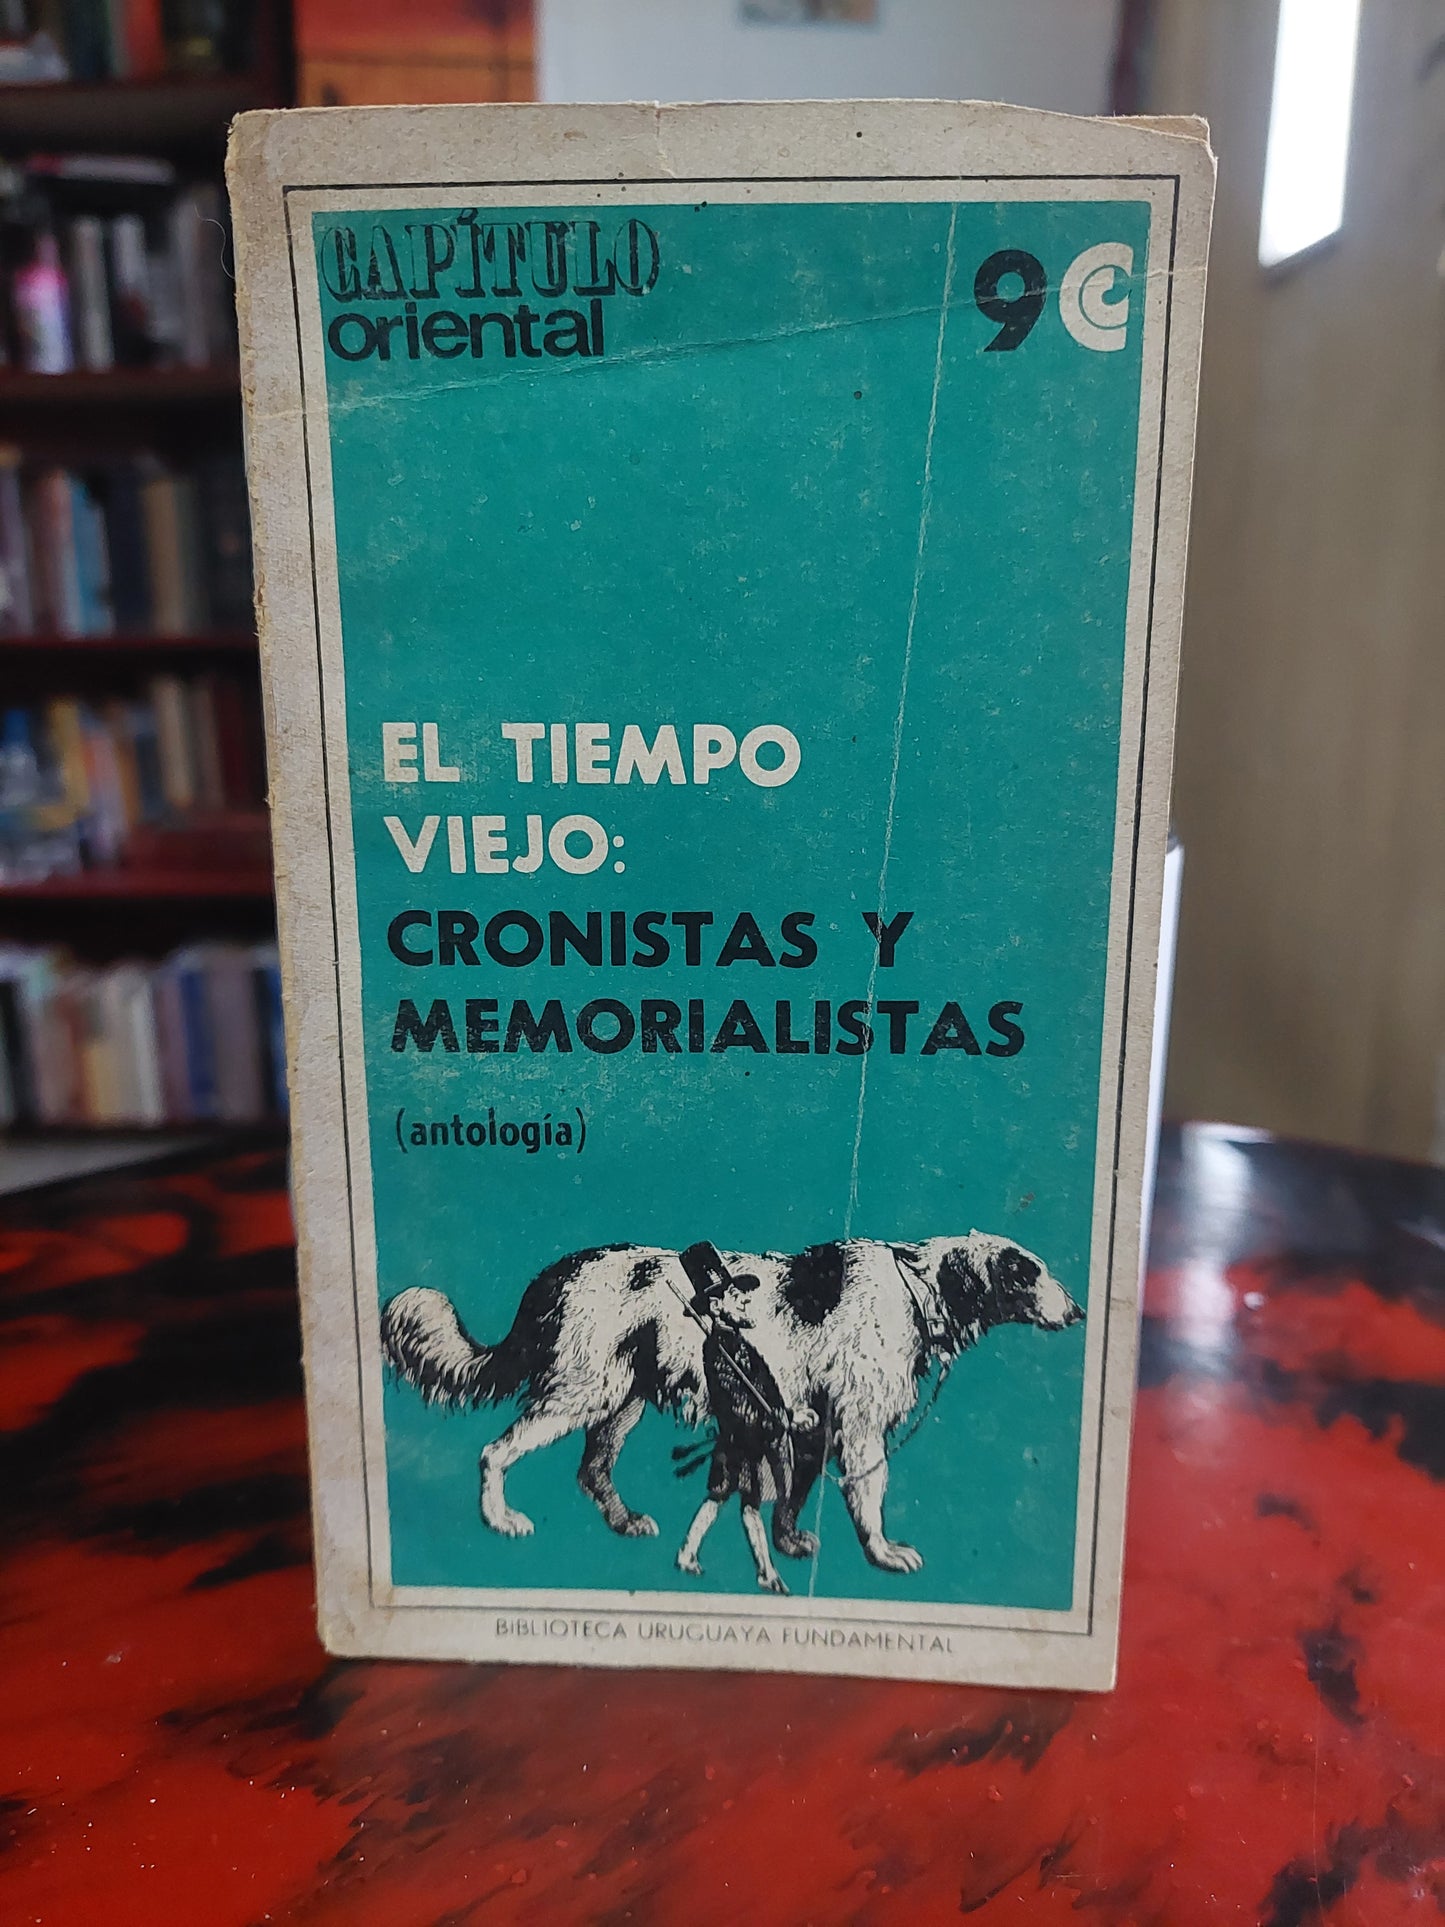 CAPÍTULO
oriental
9
EL TIEMPO
VIEJO:
CRONISTAS Y
MEMORIALISTAS
(antología)
BIBLIOTECA URUGUAYA FUNDAMENTAL